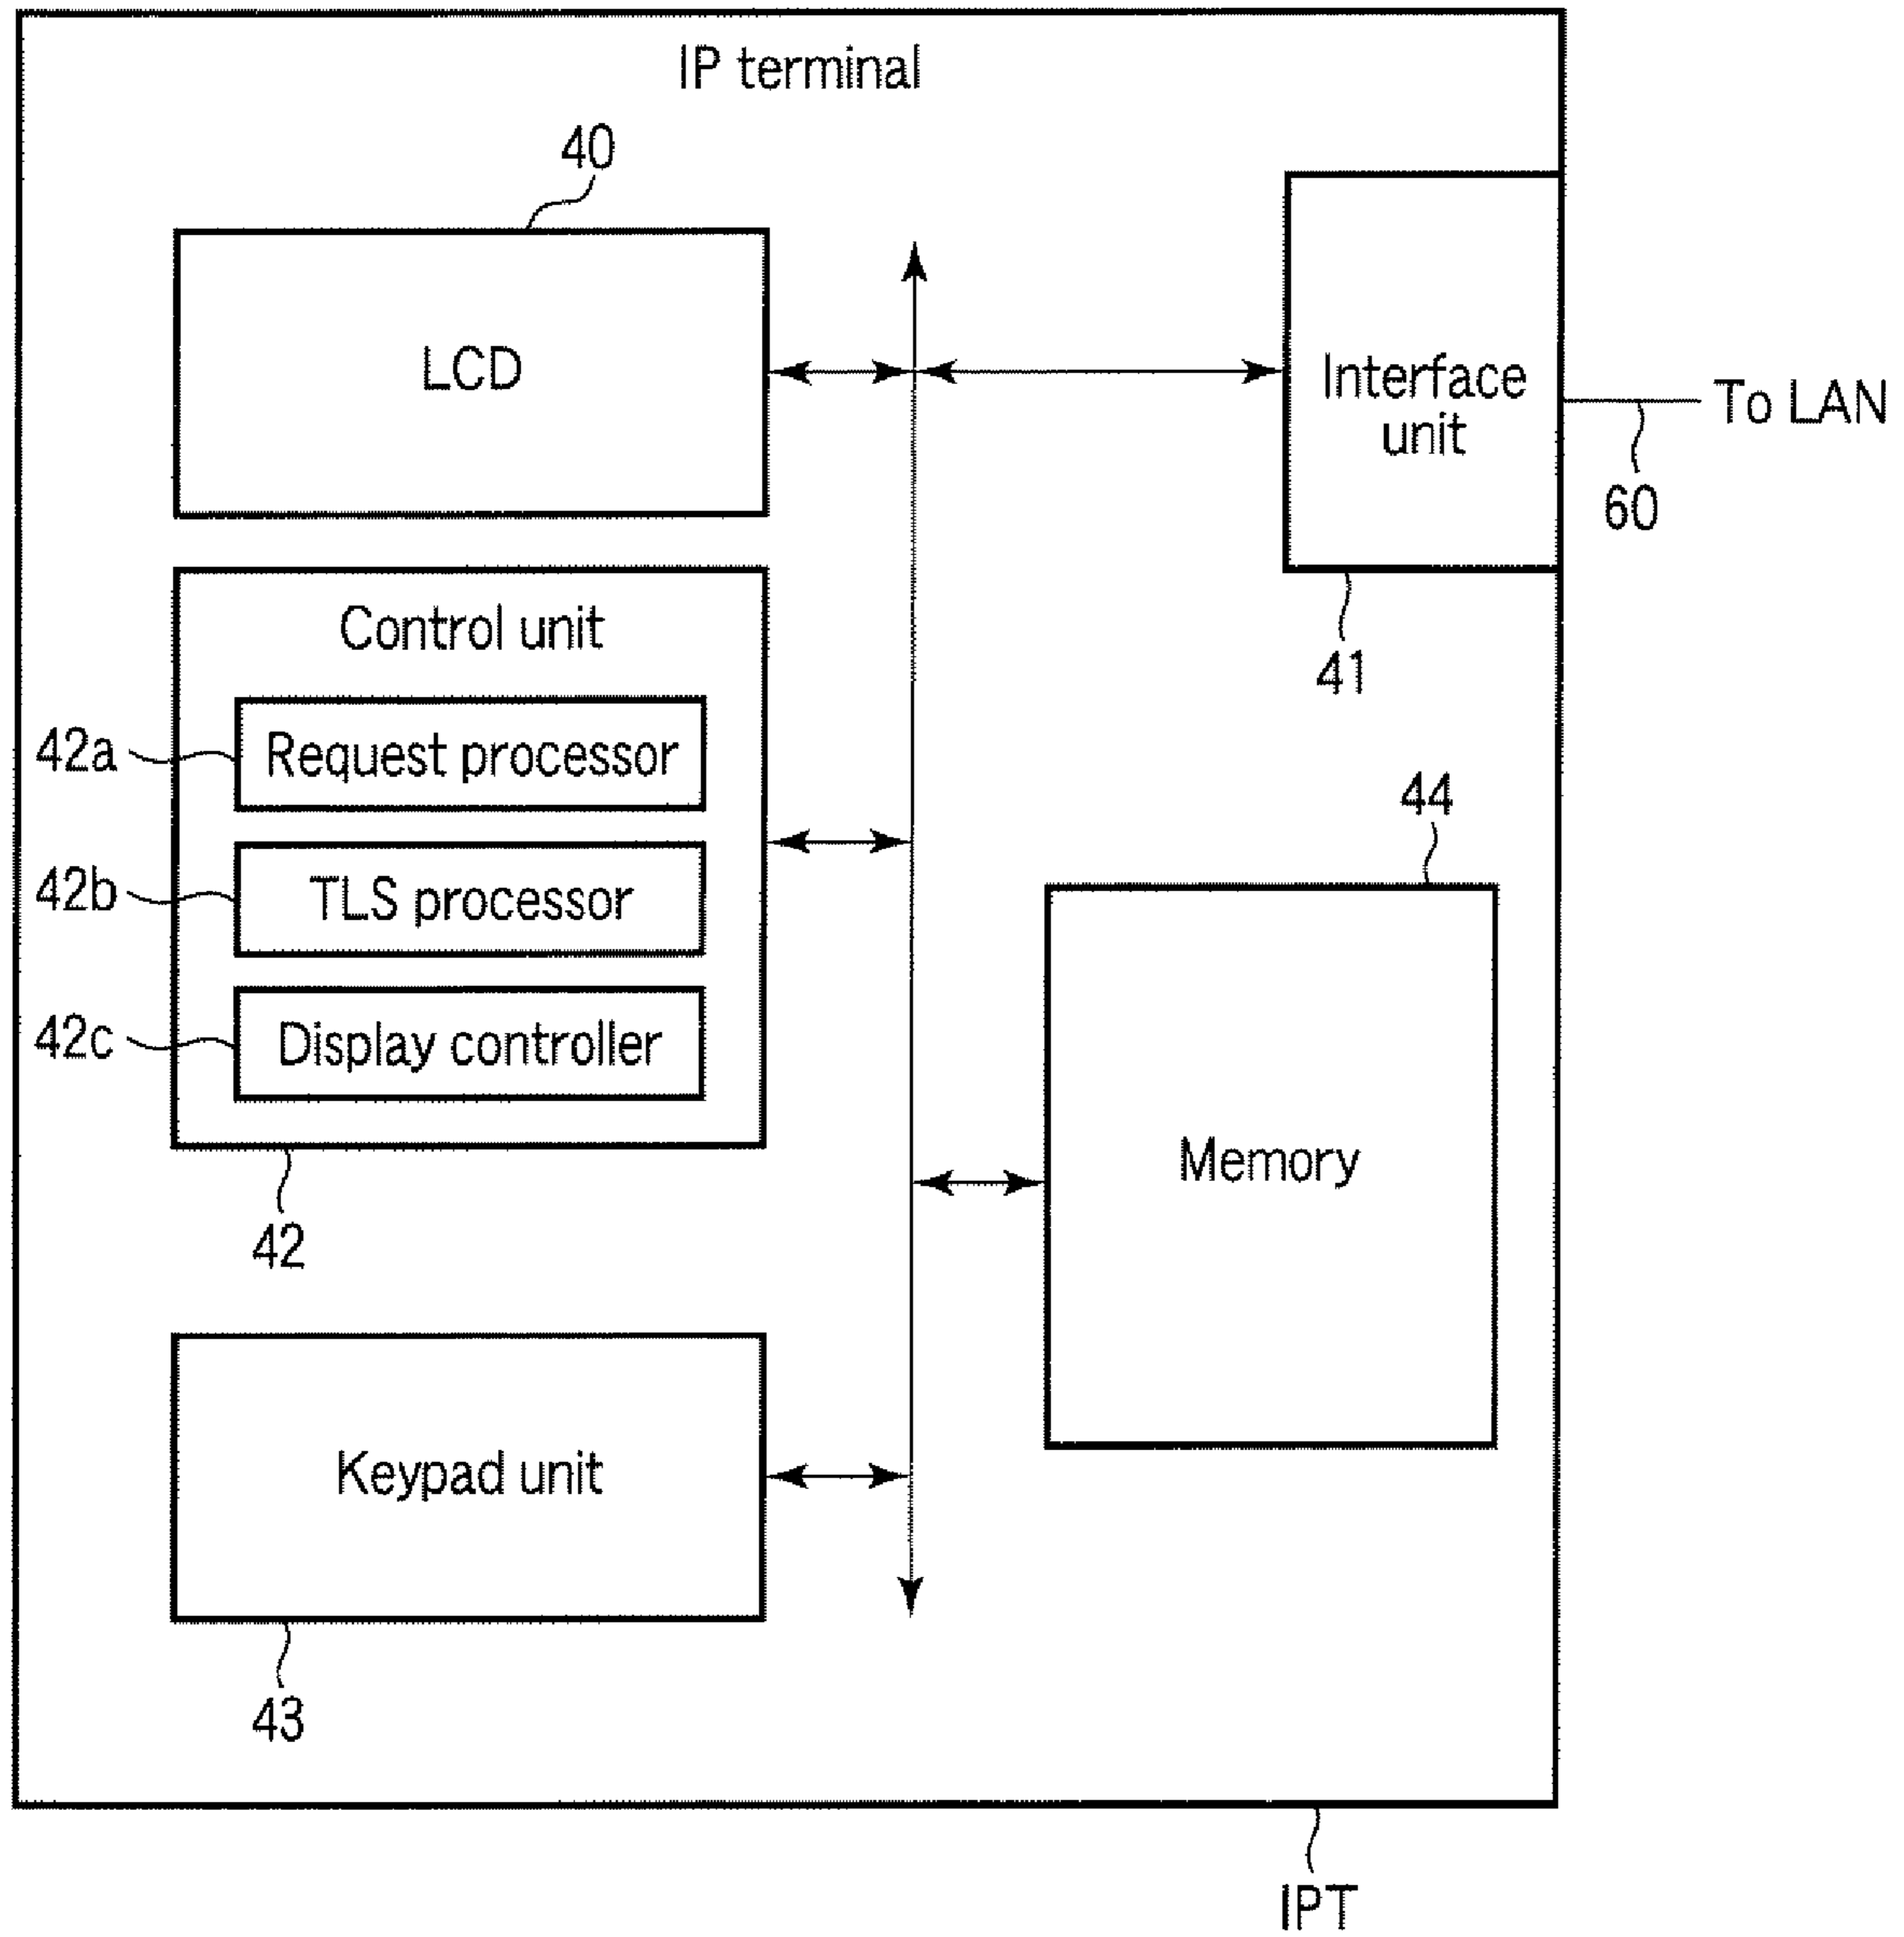 IP terminal
40
LCD
Interface
unit
To LAN
60
41
Control unit
42a
Request processor
42b
TLS processor
42c
Display controller
42
44
Memory
Keypad unit
43
IPT